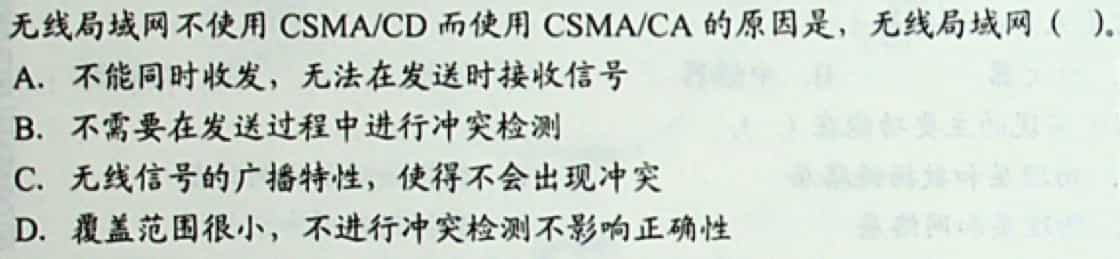 无线局域网不使用 CSMA/CD 而使用 CSMA/CA 的原因是，无线局域网（ ）。
A. 不能同时收发，无法在发送时接收信号
B. 不需要在发送过程中进行冲突检测
C. 无线信号的广播特性，使得不会出现冲突
D. 覆盖范围很小，不进行冲突检测不影响正确性